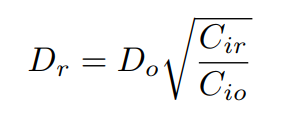 $D_r = D_o \sqrt{\frac{C_{ir}}{C_{io}}}$